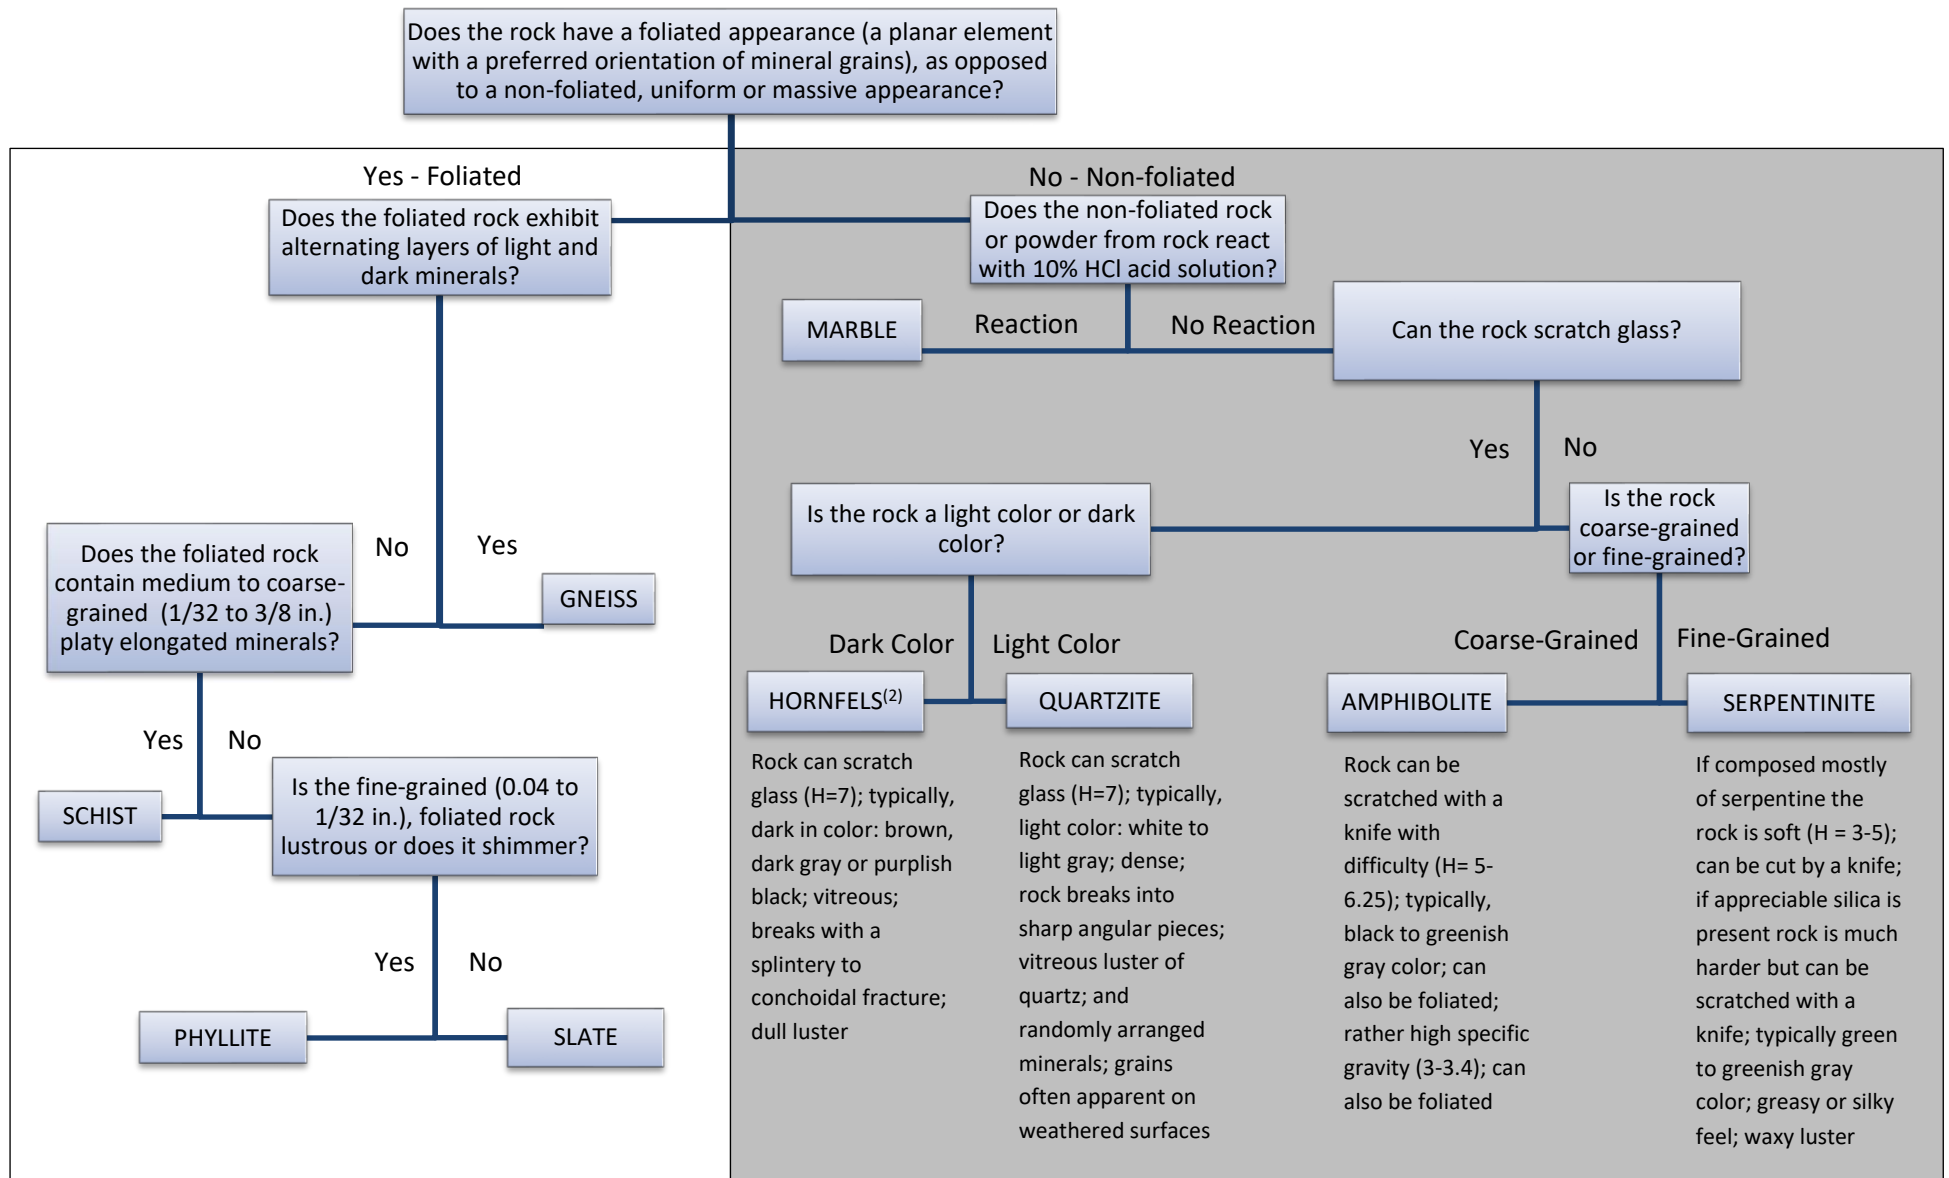 Does the rock have a foliated appearance (a planar element
with a preferred orientation of mineral grains), as opposed
to a non-foliated, uniform or massive appearance?
Yes - Foliated
Does the foliated rock exhibit
alternating layers of light and
dark minerals?
No
Yes
GNEISS
Does the foliated rock
contain medium to coarse-
grained (1/32 to 3/8 in.)
platy elongated minerals?
Yes
No
SCHIST
Is the fine-grained (0.04 to
1/32 in.), foliated rock
lustrous or does it shimmer?
Yes
No
PHYLLITE
SLATE
No - Non-foliated
Does the non-foliated rock
or powder from rock react
with 10% HCl acid solution?
MARBLE
Reaction
No Reaction
Can the rock scratch glass?
Yes
No
Is the rock a light color or dark
color?
Is the rock
coarse-grained
or fine-grained?
Dark Color
Light Color
Coarse-Grained
Fine-Grained
HORNFELS(2)
Rock can scratch
glass (H=7); typically,
dark in color: brown,
dark gray or purplish
black; vitreous;
breaks with a
splintery to
conchoidal fracture;
dull luster
QUARTZITE
Rock can scratch
glass (H=7); typically,
light color: white to
light gray; dense;
rock breaks into
sharp angular pieces;
vitreous luster of
quartz; and
randomly arranged
minerals; grains
often apparent on
weathered surfaces
AMPHIBOLITE
Rock can be
scratched with a
knife with
difficulty (H= 5-
6.25); typically,
black to greenish
gray color; can
also be foliated;
rather high specific
gravity (3-3.4); can
also be foliated
SERPENTINITE
If composed mostly
of serpentine the
rock is soft (H = 3-5);
can be cut by a knife;
if appreciable silica is
present rock is much
harder but can be
scratched with a
knife; typically green
to greenish gray
color; greasy or silky
feel; waxy luster